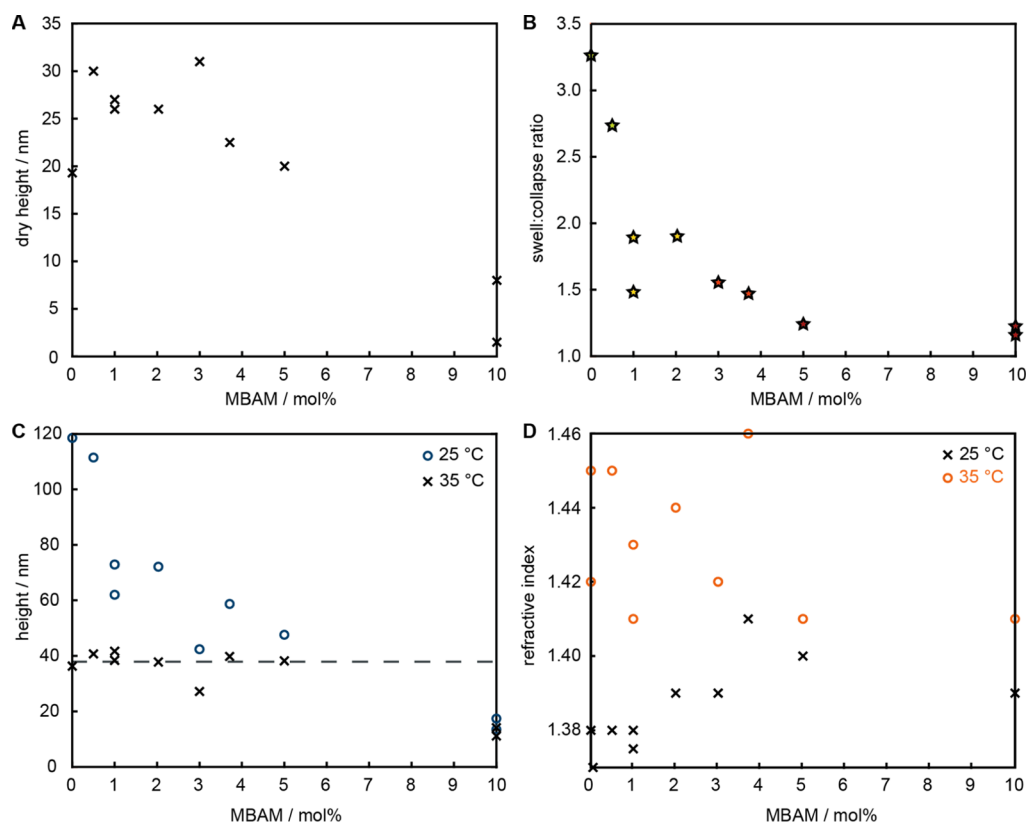 A
35
30
25
20
15
10
5
0
dry height / nm
0 1 2 3 4 5 6 7 8 9 10
MBAM / mol%
B
3.5
3.0
2.5
2.0
1.5
1.0
swell:collapse ratio
0 1 2 3 4 5 6 7 8 9 10
MBAM / mol%
C
120
100
80
60
40
20
0
height / nm
25 °C
35 °C
0 1 2 3 4 5 6 7 8 9 10
MBAM / mol%
D
1.46
1.44
1.42
1.40
1.38
refractive index
25 °C
35 °C
0 1 2 3 4 5 6 7 8 9 10
MBAM / mol%